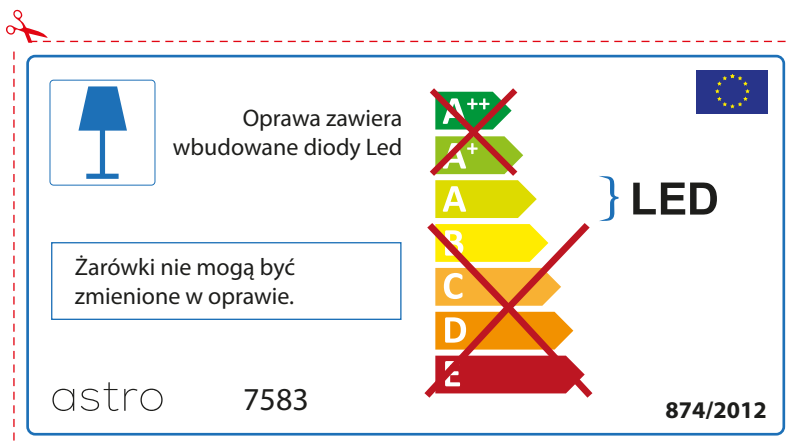 Oprawa zawiera
wbudowane diody Led
A++
A+
A
B
C
D
E
LED
Żarówki nie mogą być
zmienione w oprawie.
astro
7583
874/2012